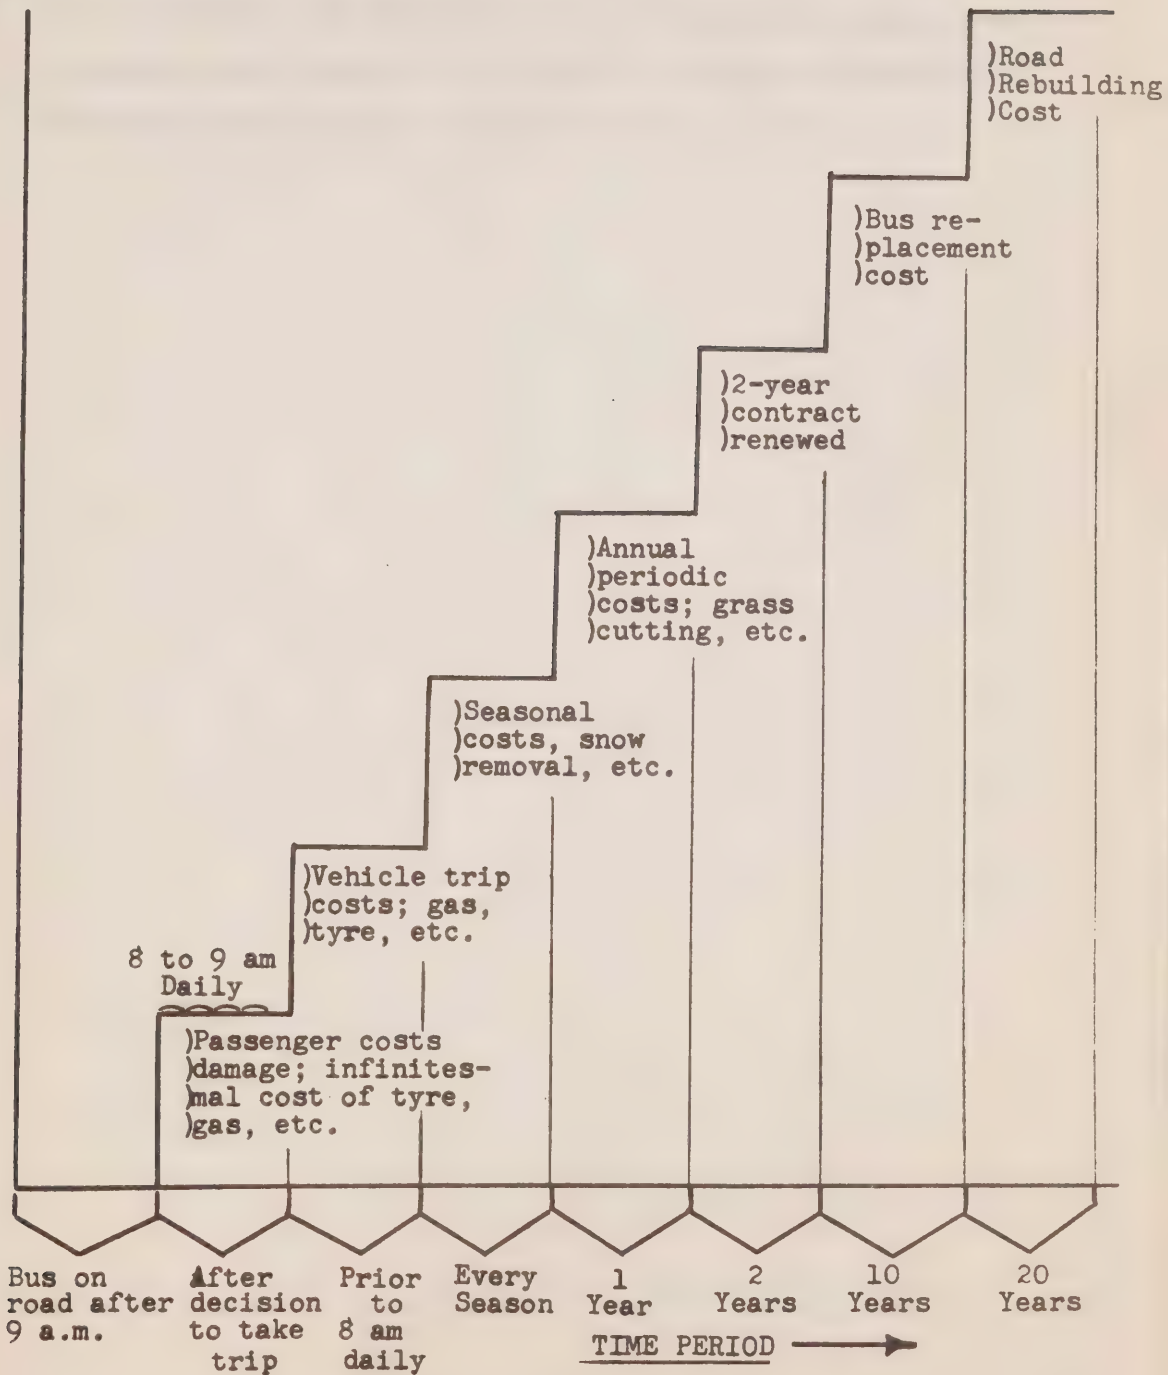 )Road
)Rebuilding
)Cost
)Bus re-
)placement
)cost
)2-year
)contract
)renewed
)Annual
)periodic
)costs; grass
)cutting, etc.
)Seasonal
)costs, snow
)removal, etc.
)Vehicle trip
)costs; gas,
)tyre, etc.
8 to 9 am
Daily
)Passenger costs
)damage; infinites-
)mal cost of tyre,
)gas, etc.
Bus on
road after
9 a.m.
After
decision
to take
trip
Prior
to
8 am
daily
Every
Season
1
Year
2
Years
10
Years
20
Years
TIME PERIOD